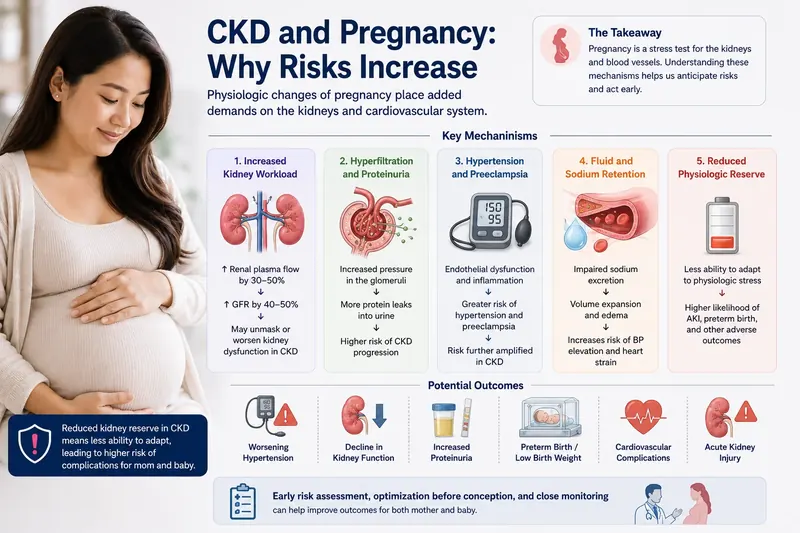 CKD and Pregnancy:
Why Risks Increase
Physiologic changes of pregnancy place added
demands on the kidneys and cardiovascular system.
The Takeaway
Pregnancy is a stress test for the kidneys
and blood vessels. Understanding these
mechanisms helps us anticipate risks
and act early.
Key Mechaninisms
1. Increased
Kidney Workload
↑ Renal plasma flow
by 30–50%
↓
↑ GFR by 40–50%
↓
May unmask or
worsen kidney
dysfunction in CKD
2. Hyperfiltration
and Proteinuria
Increased pressure
in the glomeruli
↓
More protein leaks
into urine
↓
Higher risk of CKD
progression
3. Hypertension
and Preeclampsia
150
95
Endothelial dysfunction
and inflammation
↓
Greater risk of
hypertension and
preeclampsia
↓
Risk further amplified
in CKD
4. Fluid and
Sodium Retention
Impaired sodium
excretion
↓
Volume expansion
and edema
↓
Increases risk of BP
elevation and heart
strain
5. Reduced
Physiologic Reserve
Less ability to adapt
to physiologic stress
↓
Higher likelihood of
AKI, preterm birth,
and other adverse
outcomes
Reduced kidney reserve in CKD
means less ability to adapt,
leading to higher risk of
complications for mom and baby.
Potential Outcomes
Worsening
Hypertension
Decline in
Kidney Function
Increased
Proteinuria
Preterm Birth /
Low Birth Weight
Cardiovascular
Complications
Acute Kidney
Injury
Early risk assessment, optimization before conception, and close monitoring
can help improve outcomes for both mother and baby.